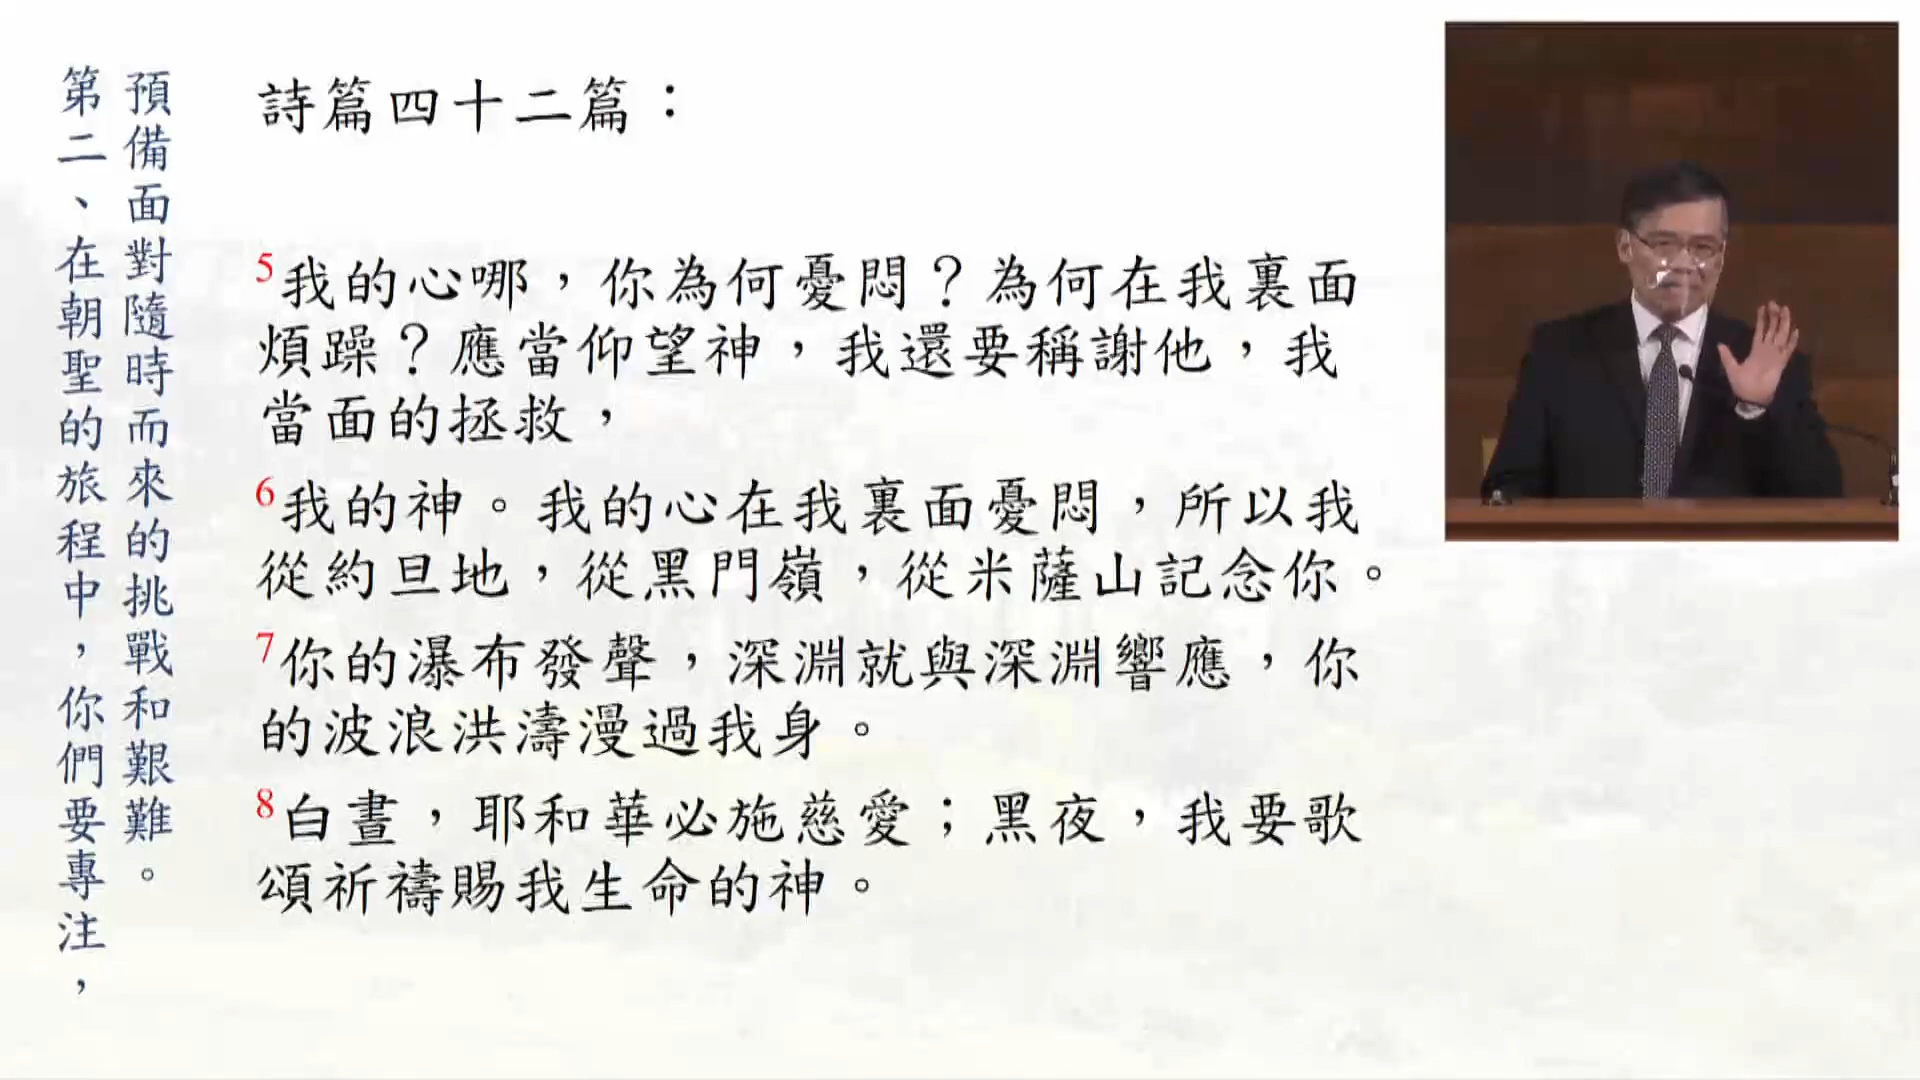 第二、在朝聖的旅程中，你們要專注，
預備面對隨時而來的挑戰和艱難。
詩篇四十二篇：
5我的心哪，你為何憂悶？為何在我裏面
煩躁？應當仰望神，我還要稱謝他，我
當面的拯救，
6我的神。我的心在我裏面憂悶，所以我
從約旦地，從黑門嶺，從米薩山記念你。
7你的瀑布發聲，深淵就與深淵響應，你
的波浪洪濤漫過我身。
8白晝，耶和華必施慈愛；黑夜，我要歌
頌祈禱賜我生命的神。